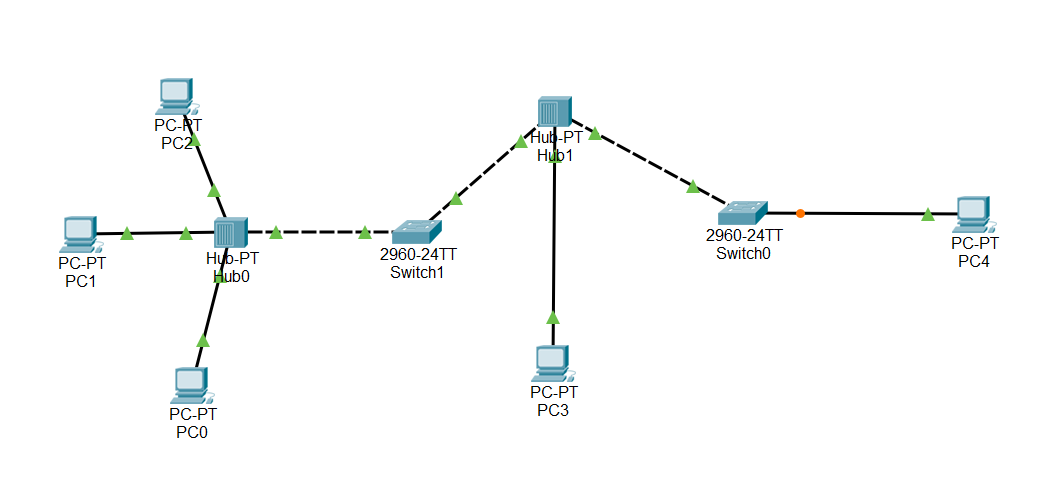 PC-PT
PC2
Hub-PT
Hub1
PC-PT
PC1
Hub-PT
Hub0
2960-24TT
Switch1
2960-24TT
Switch0
PC-PT
PC4
PC-PT
PC3
PC-PT
PC0